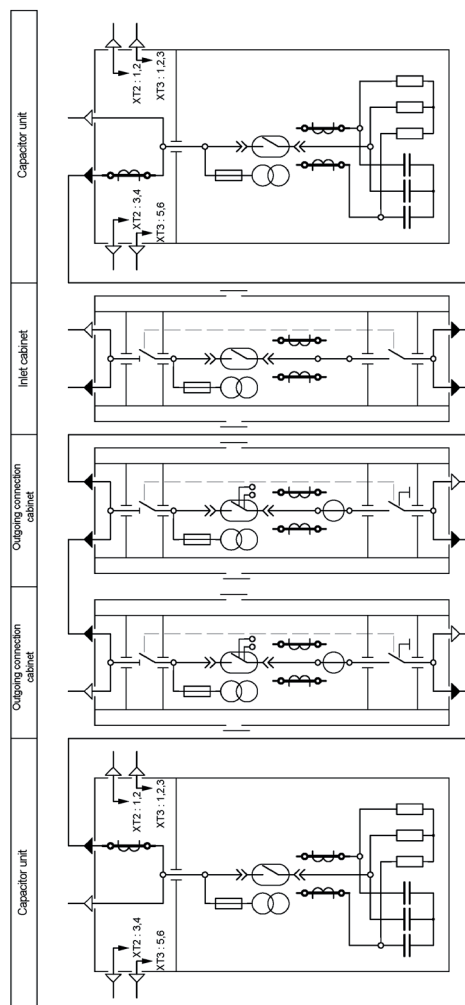 Capacitor unit
XT2 : 1,2
XT3 : 1,2,3
XT2 : 3,4
XT3 : 5,6
Inlet cabinet
Outgoing connection
cabinet
Outgoing connection
cabinet
Capacitor unit
XT2 : 1,2
XT3 : 1,2,3
XT2 : 3,4
XT3 : 5,6